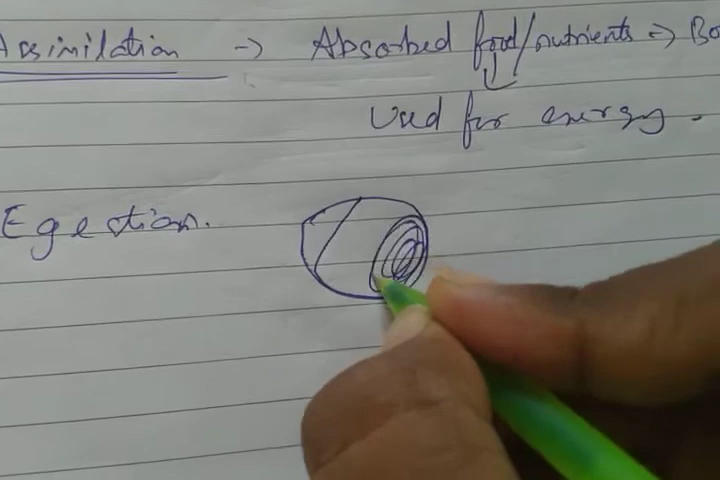 Assimilation -> Absorbed food/nutrients => Bo
Used for energy.
Egestion.